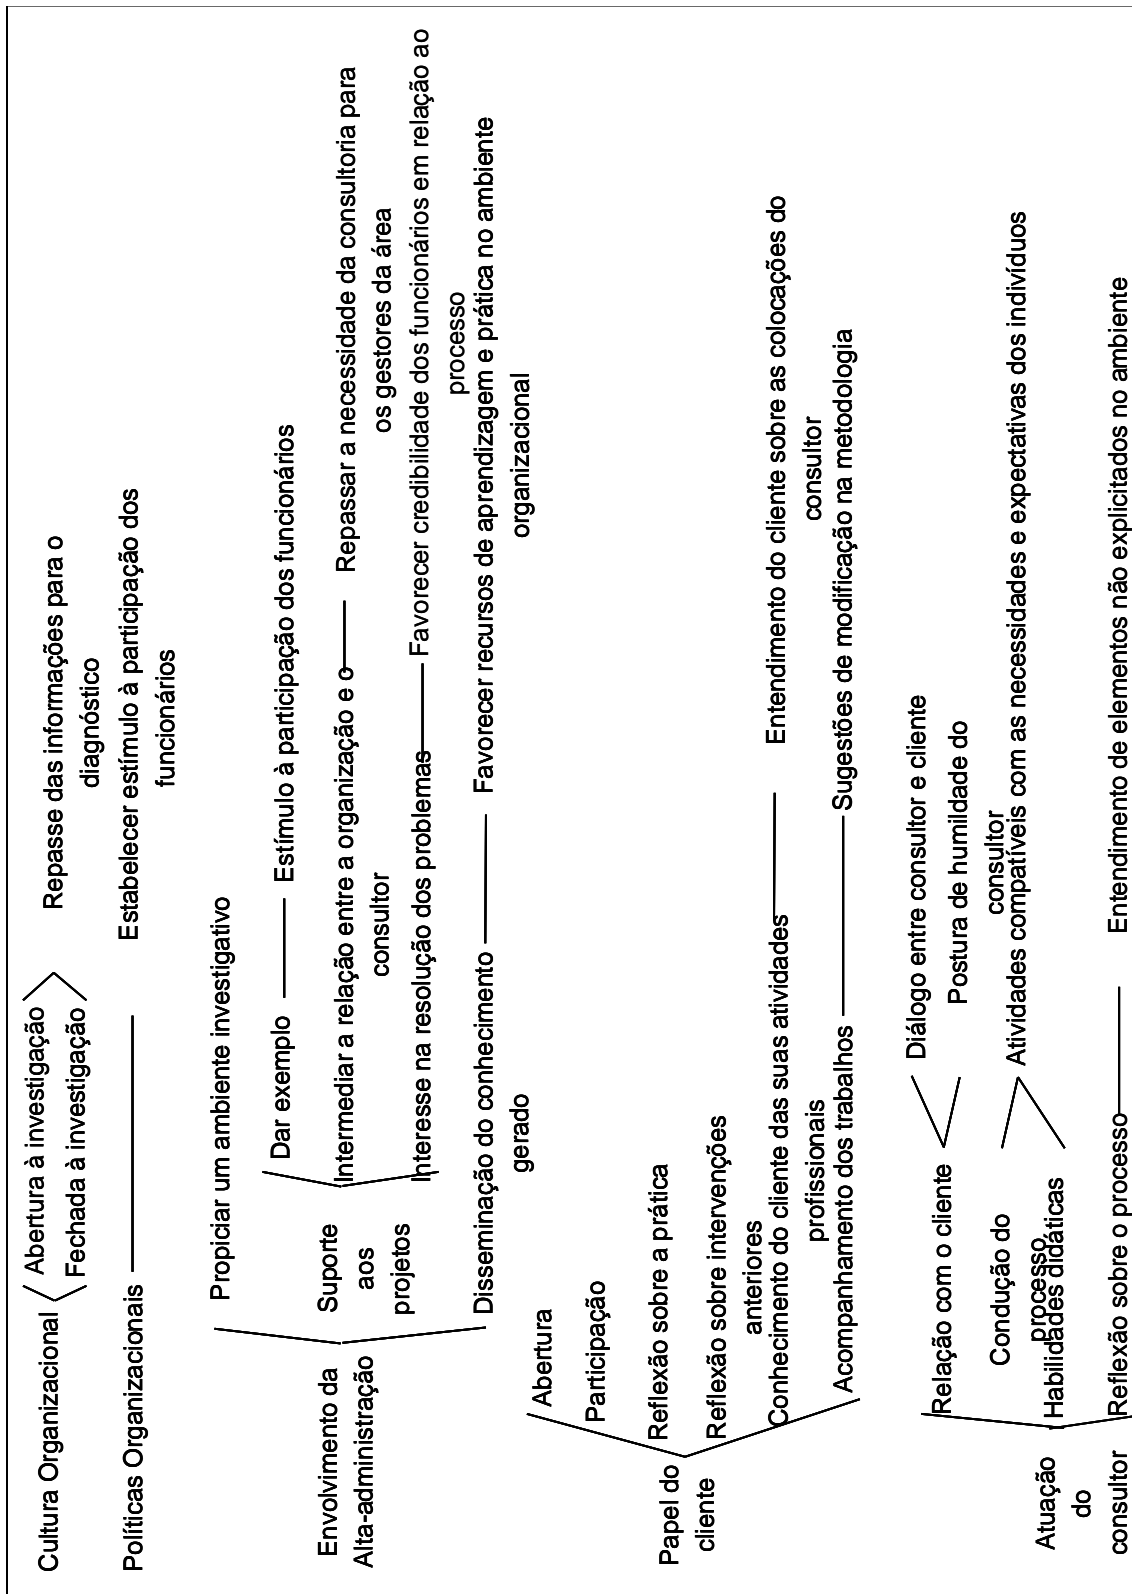 Cultura Organizacional
Abertura à investigação
Fechada à investigação
Repasse das informações para o
diagnóstico
Políticas Organizacionais
Estabelecer estímulo à participação dos
funcionários
Envolvimento da
Alta-administração
Propiciar um ambiente investigativo
Suporte
aos
projetos
Dar exemplo
Estímulo à participação dos funcionários
Intermediar a relação entre a organização e o
consultor
Repassar a necessidade da consultoria para
os gestores da área
Interesse na resolução dos problemas
Favorecer credibilidade dos funcionários em relação ao
processo
Disseminação do conhecimento
gerado
Favorecer recursos de aprendizagem e prática no ambiente
organizacional
Papel do
cliente
Abertura
Participação
Reflexão sobre a prática
Reflexão sobre intervenções
anteriores
Conhecimento do cliente das suas atividades
profissionais
Entendimento do cliente sobre as colocações do
consultor
Acompanhamento dos trabalhos
Sugestões de modificação na metodologia
Atuação
do
consultor
Relação com o cliente
Diálogo entre consultor e cliente
Postura de humildade do
consultor
Condução do
processo
Habilidades didáticas
Atividades compatíveis com as necessidades e expectativas dos indivíduos
Reflexão sobre o processo
Entendimento de elementos não explicitados no ambiente